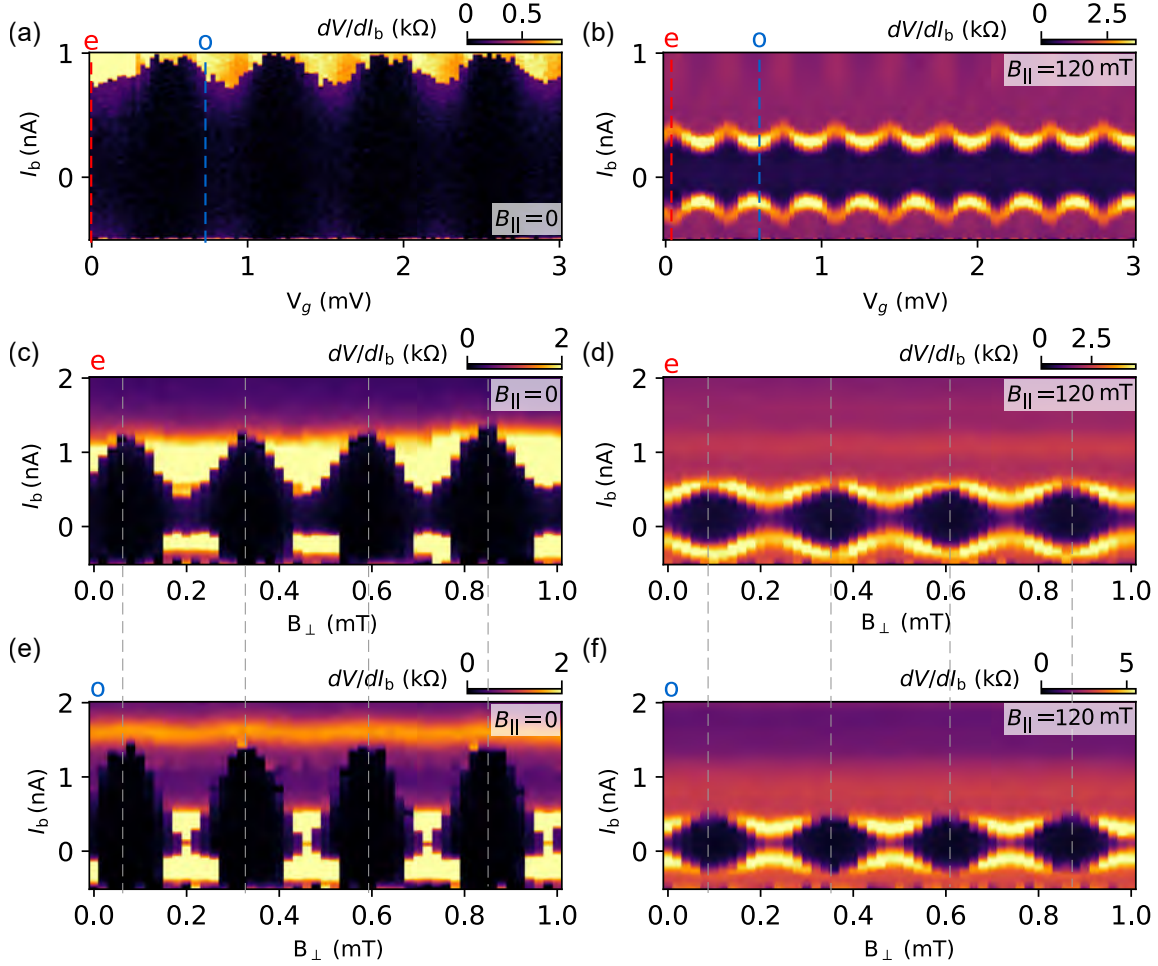 (a) dV/dI_b (kΩ) 0 0.5
e o
1
0
I_b (nA)
B_|| = 0
0 1 2 3
V_g (mV)
(b) dV/dI_b (kΩ) 0 2.5
e o
1
0
I_b (nA)
B_|| = 120 mT
0 1 2 3
V_g (mV)
(c) dV/dI_b (kΩ) 0 2
e
2
1
0
I_b (nA)
B_|| = 0
0.0 0.2 0.4 0.6 0.8 1.0
B_⊥ (mT)
(d) dV/dI_b (kΩ) 0 2.5
e
2
1
0
I_b (nA)
B_|| = 120 mT
0.0 0.2 0.4 0.6 0.8 1.0
B_⊥ (mT)
(e) dV/dI_b (kΩ) 0 2
o
2
1
0
I_b (nA)
B_|| = 0
0.0 0.2 0.4 0.6 0.8 1.0
B_⊥ (mT)
(f) dV/dI_b (kΩ) 0 5
o
2
1
0
I_b (nA)
B_|| = 120 mT
0.0 0.2 0.4 0.6 0.8 1.0
B_⊥ (mT)